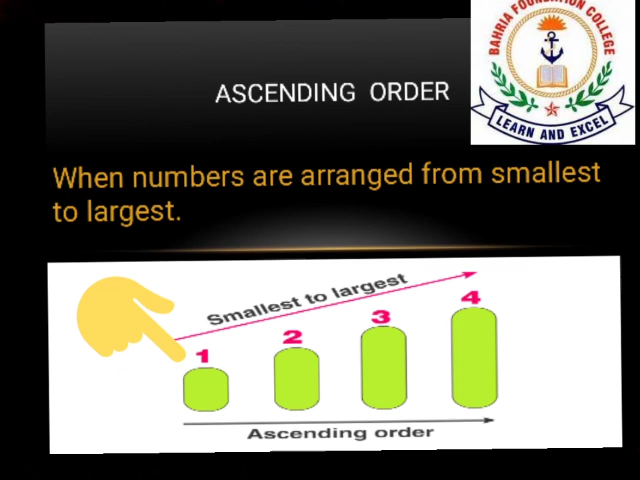 BAHRIA FOUNDATION COLLEGE
LEARN AND EXCEL
ASCENDING ORDER
When numbers are arranged from smallest
to largest.
Smallest to largest
1 2 3 4
Ascending order